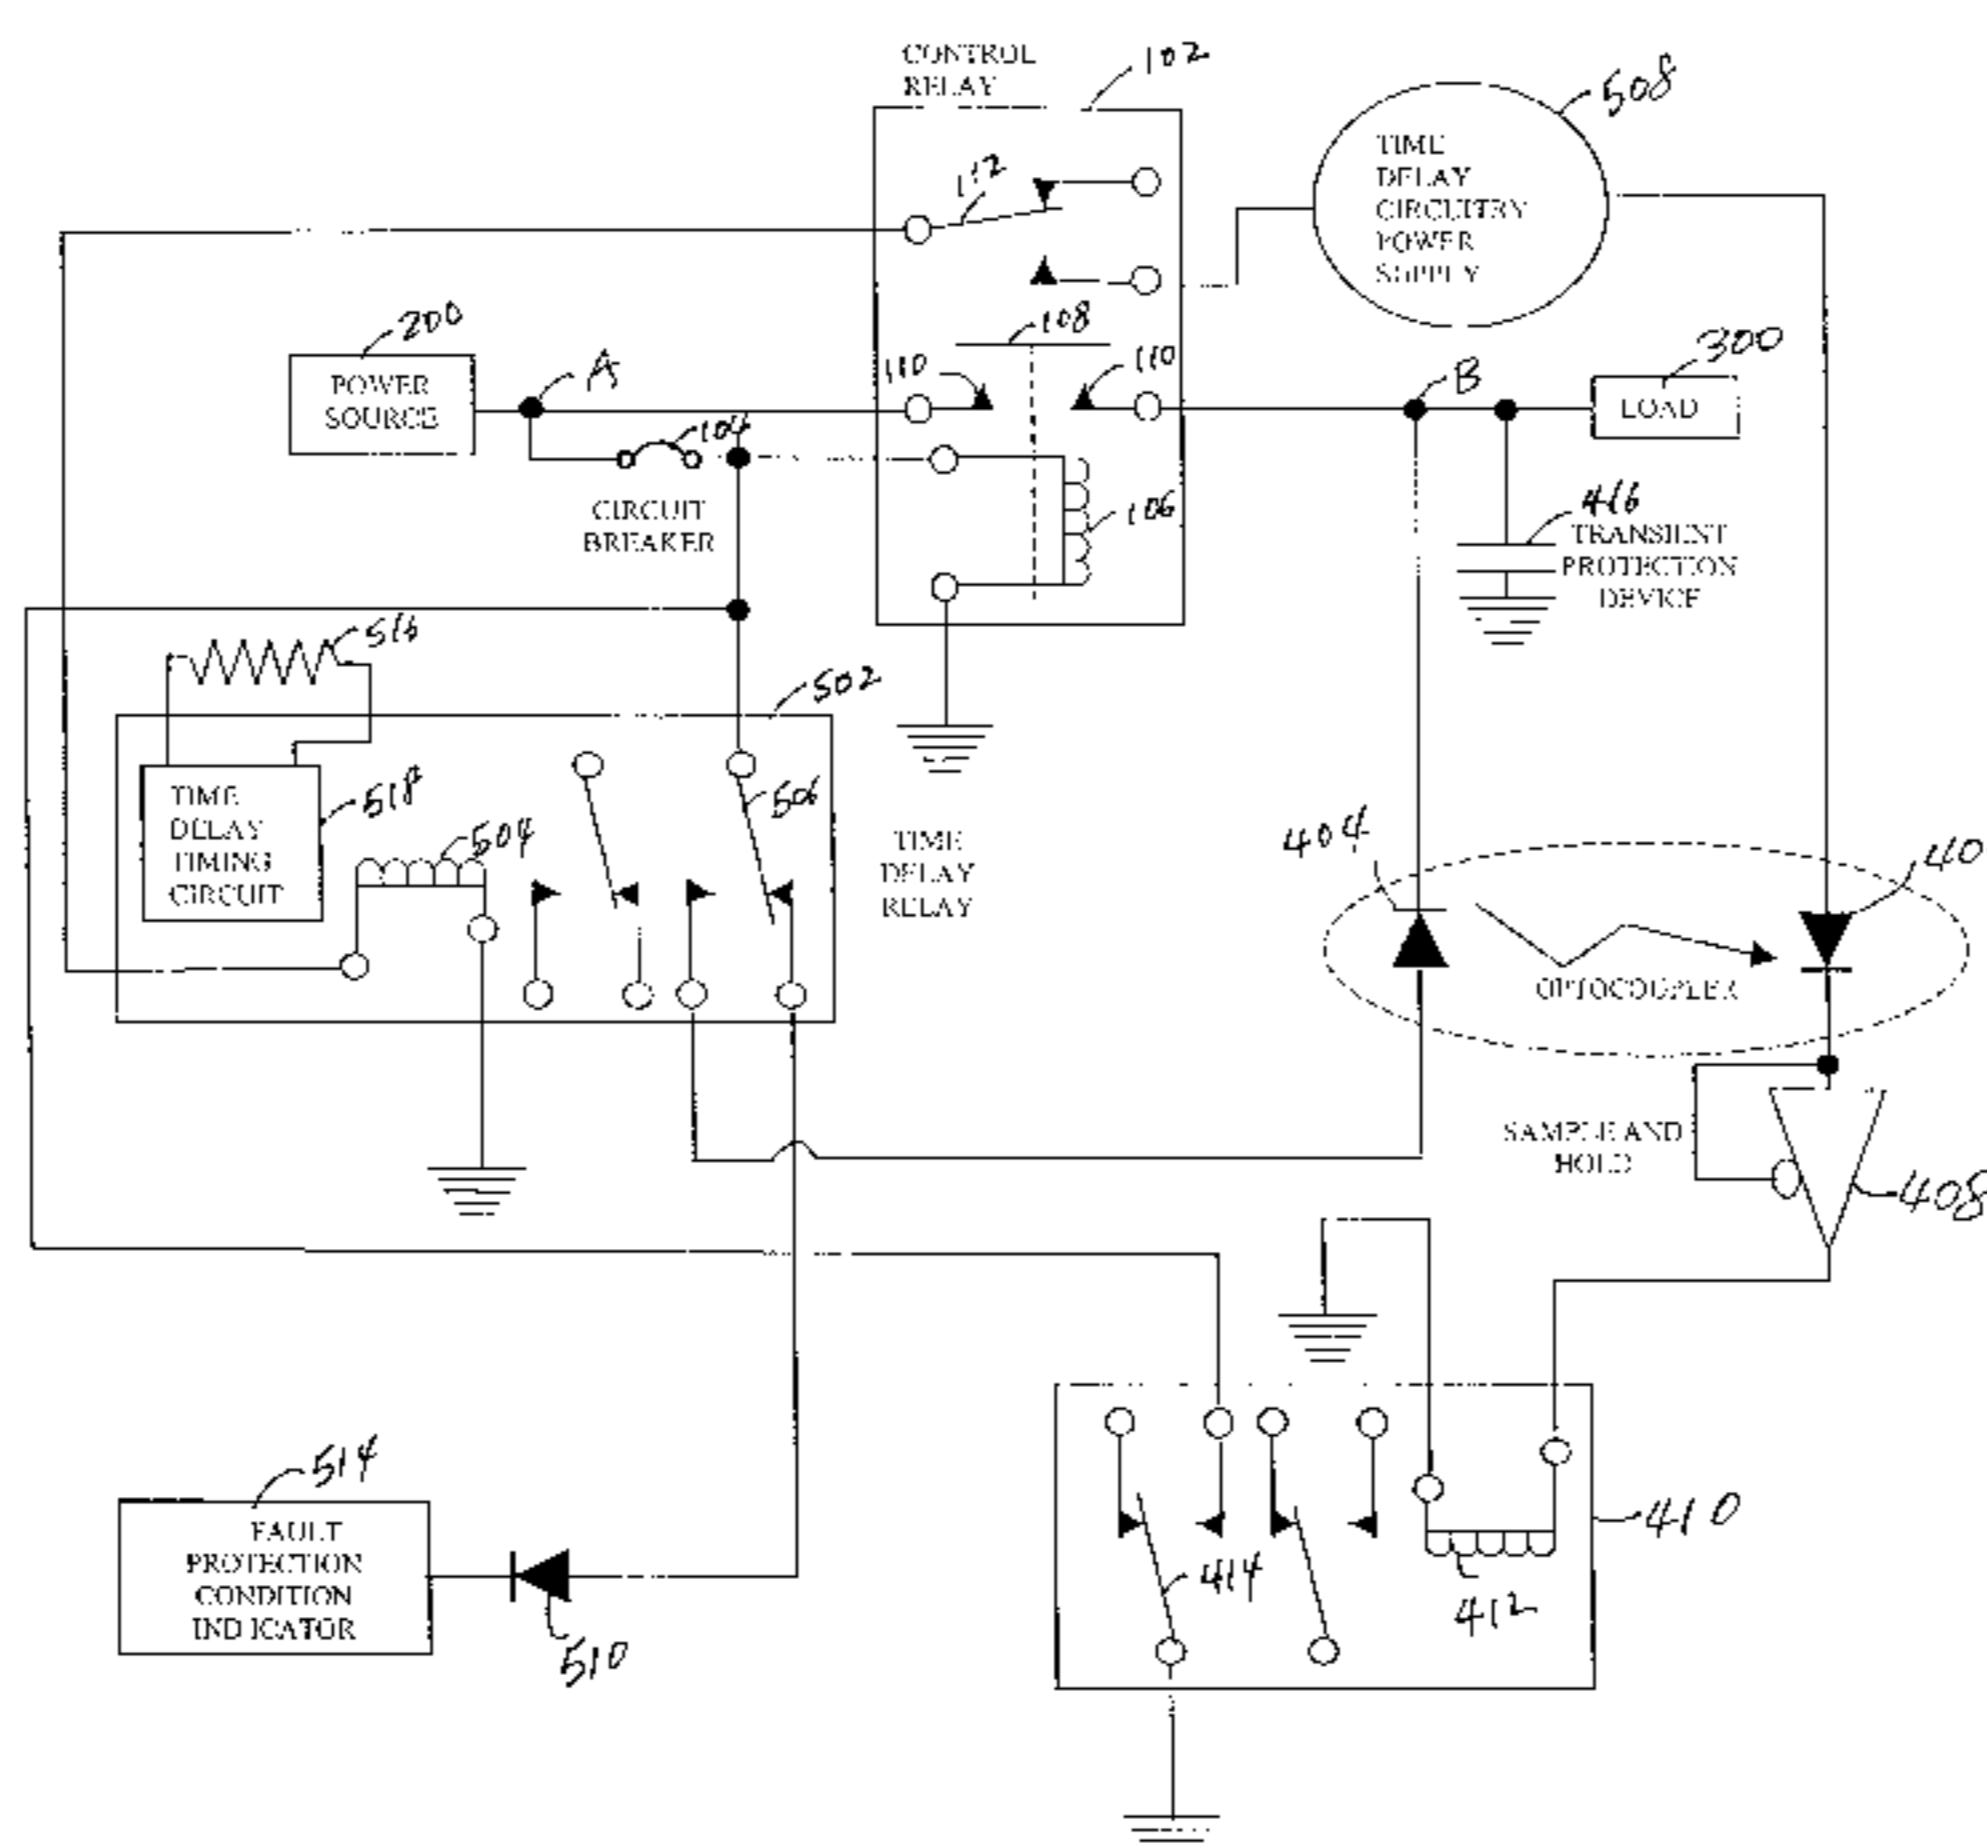 CONTROL
RELAY
102
508
TIME
DELAY
CIRCUITRY
POWER
SUPPLY
112
200
POWER
SOURCE
A
108
110
110
B
300
LOAD
104
CIRCUIT
BREAKER
106
416
TRANSIENT
PROTECTION
DEVICE
516
502
TIME
DELAY
TIMING
CIRCUIT
518
504
506
TIME
DELAY
RELAY
404
40
OPTOCOUPLER
SAMPLE AND
HOLD
408
514
FAULT
PROTECTION
CONDITION
INDICATOR
510
414
412
410